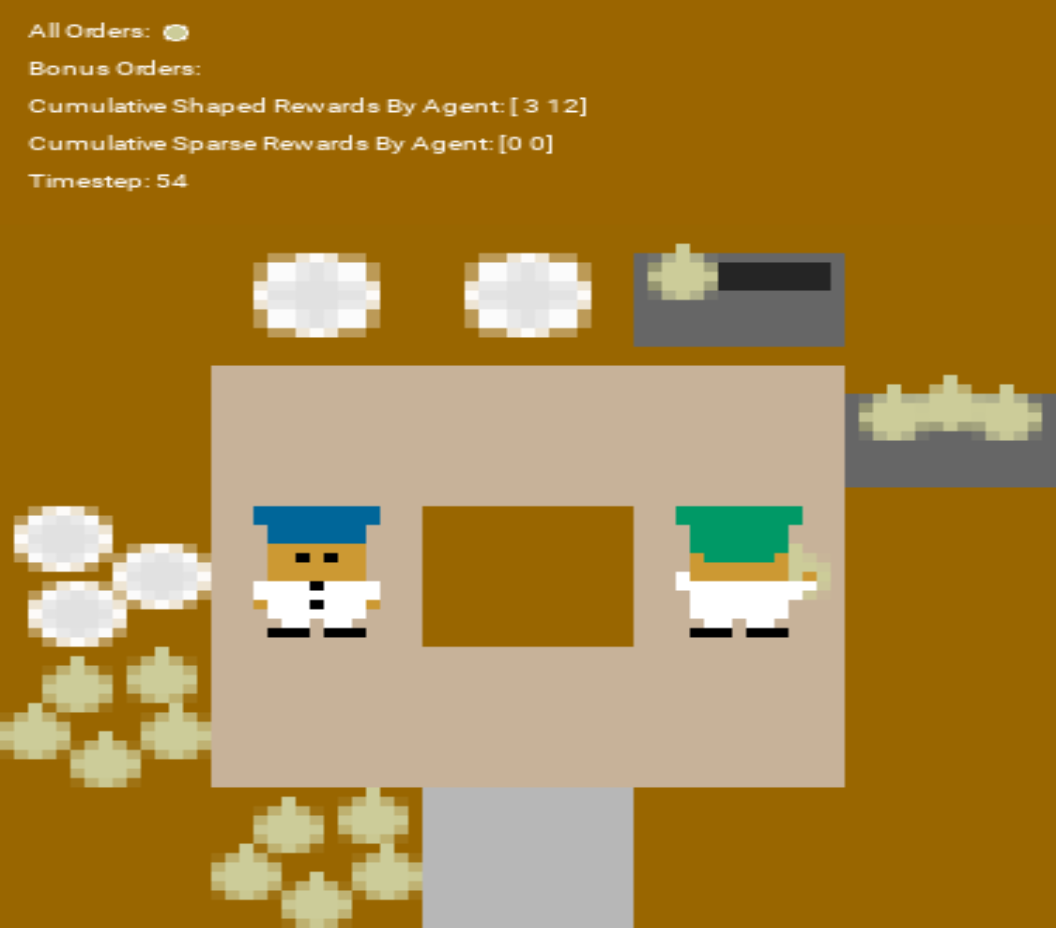 All Orders:
Bonus Orders:
Cumulative Shaped Rewards By Agent: [ 3 12]
Cumulative Sparse Rewards By Agent: [0 0]
Timestep: 54